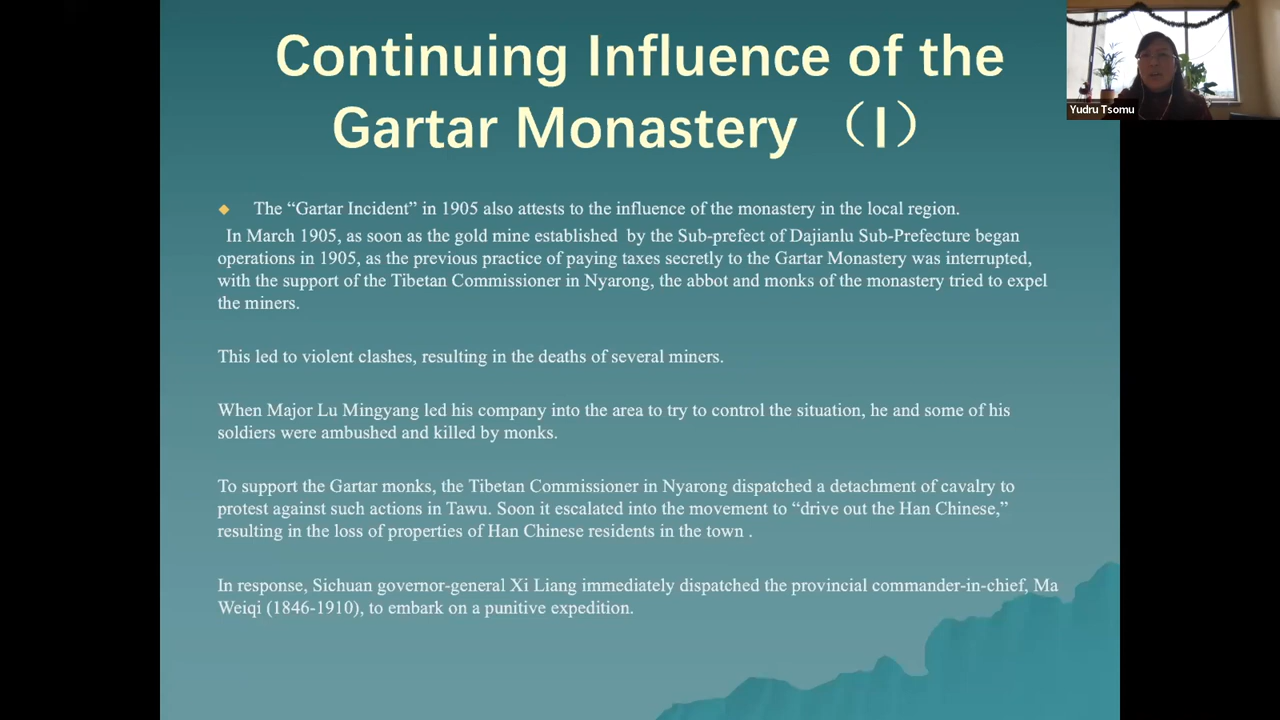 Continuing Influence of the
Gartar Monastery （I）
Yudru Tsomu
The “Gartar Incident” in 1905 also attests to the influence of the monastery in the local region.
In March 1905, as soon as the gold mine established by the Sub-prefect of Dajianlu Sub-Prefecture began
operations in 1905, as the previous practice of paying taxes secretly to the Gartar Monastery was interrupted,
with the support of the Tibetan Commissioner in Nyarong, the abbot and monks of the monastery tried to expel
the miners.
This led to violent clashes, resulting in the deaths of several miners.
When Major Lu Mingyang led his company into the area to try to control the situation, he and some of his
soldiers were ambushed and killed by monks.
To support the Gartar monks, the Tibetan Commissioner in Nyarong dispatched a detachment of cavalry to
protest against such actions in Tawu. Soon it escalated into the movement to “drive out the Han Chinese,”
resulting in the loss of properties of Han Chinese residents in the town .
In response, Sichuan governor-general Xi Liang immediately dispatched the provincial commander-in-chief, Ma
Weiqi (1846-1910), to embark on a punitive expedition.